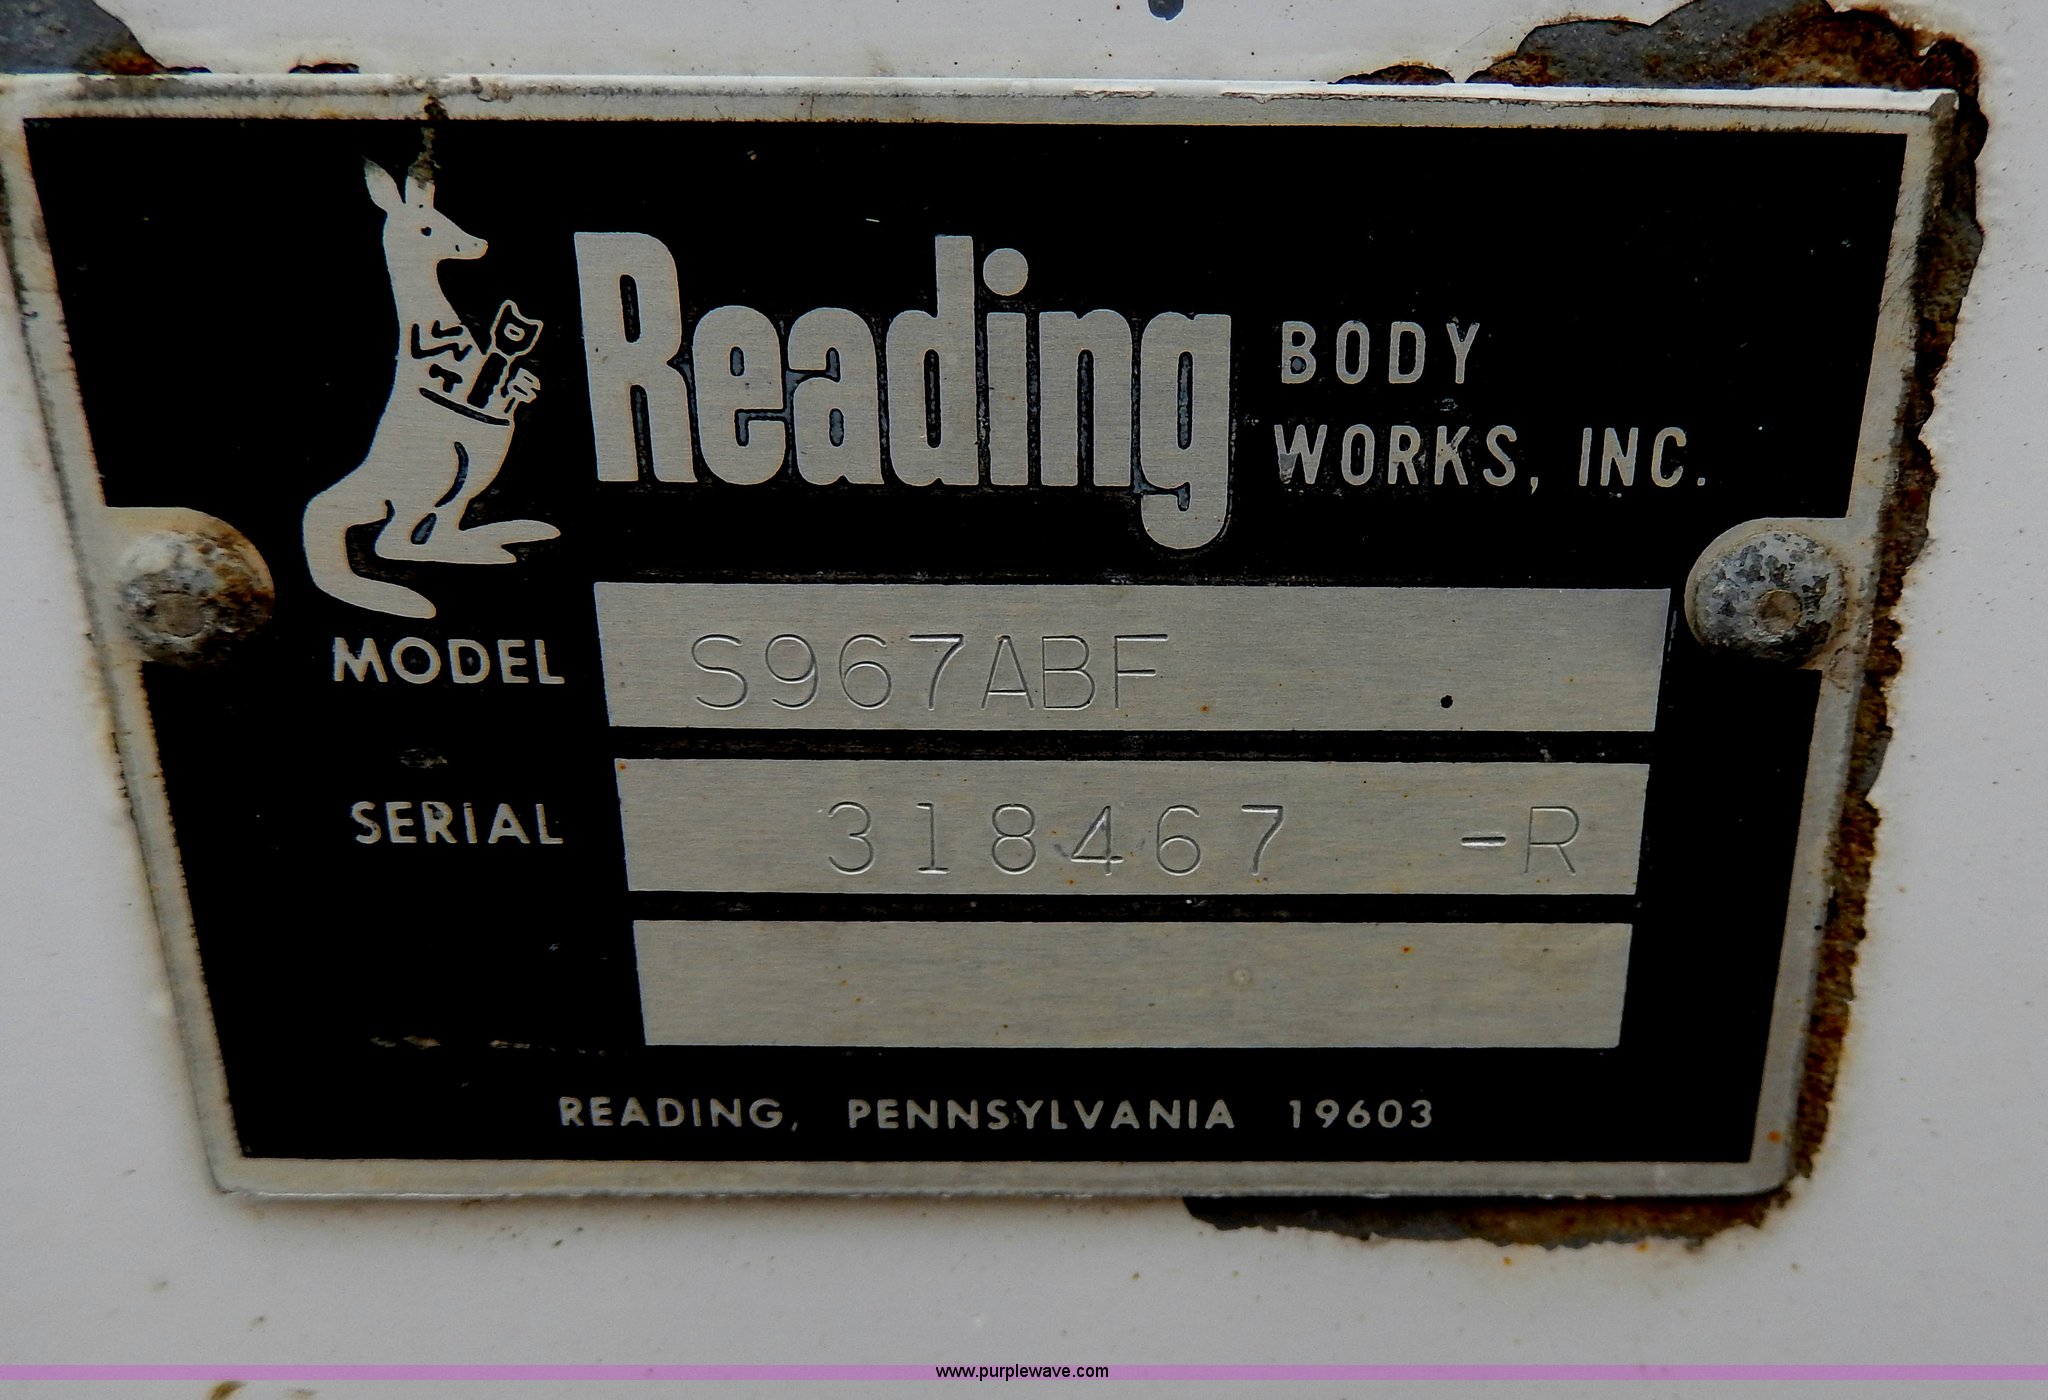 Reading BODY
WORKS, INC.
MODEL S967ABF
SERIAL 318467 -R
READING, PENNSYLVANIA 19603
www.purplewave.com